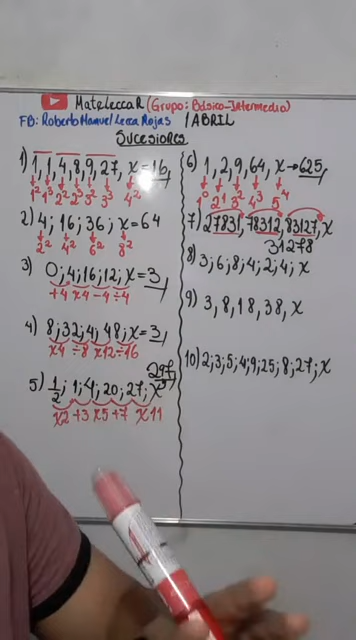 MateLeccaR (Grupo: Básico-Intermedio)
FB: Roberto Manuel Lecca Rojas / ABRIL
SUCESIONES
1) 1, 1, 4, 8, 9, 27, x = 16
1² 1³ 2² 2³ 3² 3³ 4²
2) 4; 16; 36; x = 64
2² 4² 6² 8²
3) 0; 4; 16; 12; x = 3
+4 x4 -4 ÷4
4) 8; 32; 4; 48; x = 3
x4 ÷8 x12 ÷16
5) 1/2; 1; 4; 20; 27; x 297
x2 +3 x5 +7 x11
6) 1, 2, 9, 64, x → 625
1⁰ 2¹ 3² 4³ 5⁴
7) 27831, 78312, 83127, x
31278
8) 3; 6; 8; 4; 2; 4; x
9) 3, 8, 18, 38, x
10) 2; 3; 5; 4; 9; 25; 8; 27; x